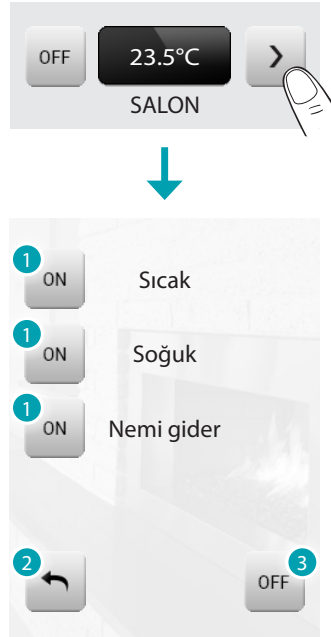 OFF 23.5°C >
SALON
1 ON Sıcak
1 ON Soğuk
1 ON Nemi gider
2 3 OFF